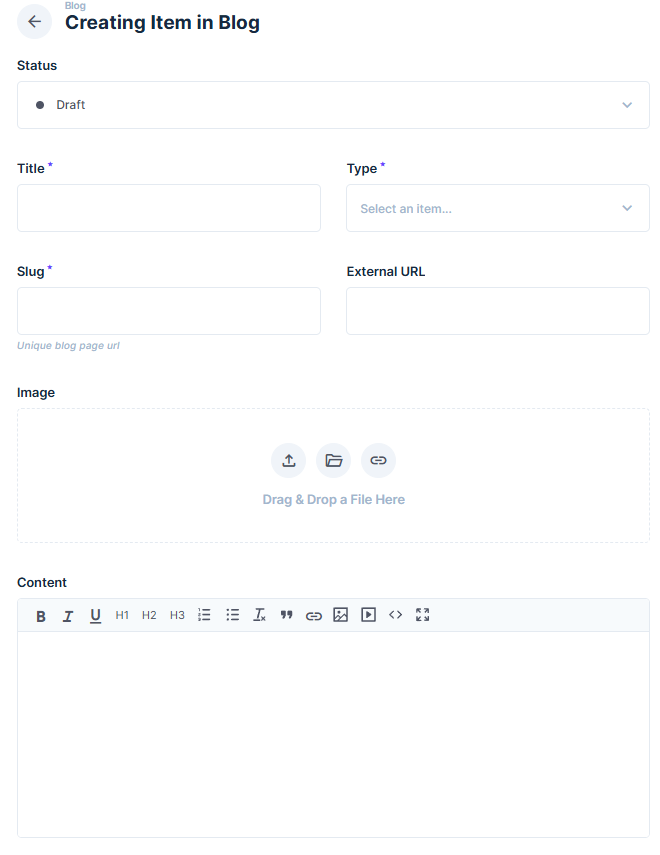 Blog
Creating Item in Blog
Status
Draft
Title *
Type *
Select an item...
Slug *
External URL
Unique blog page url
Image
Drag & Drop a File Here
Content
B I U H1 H2 H3